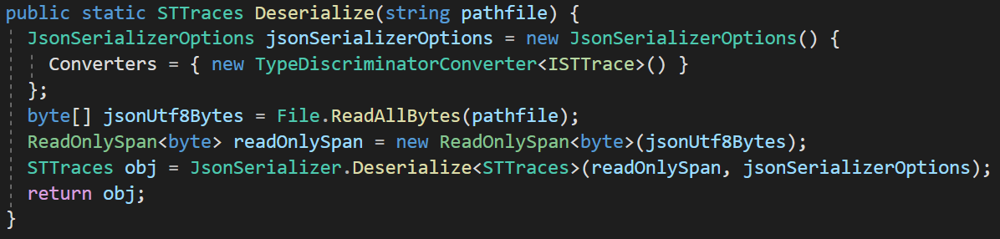 public static STTraces Deserialize(string pathfile) {
  JsonSerializerOptions jsonSerializerOptions = new JsonSerializerOptions() {
    Converters = { new TypeDiscriminatorConverter<ISTTrace>() }
  };
  byte[] jsonUtf8Bytes = File.ReadAllBytes(pathfile);
  ReadOnlySpan<byte> readOnlySpan = new ReadOnlySpan<byte>(jsonUtf8Bytes);
  STTraces obj = JsonSerializer.Deserialize<STTraces>(readOnlySpan, jsonSerializerOptions);
  return obj;
}